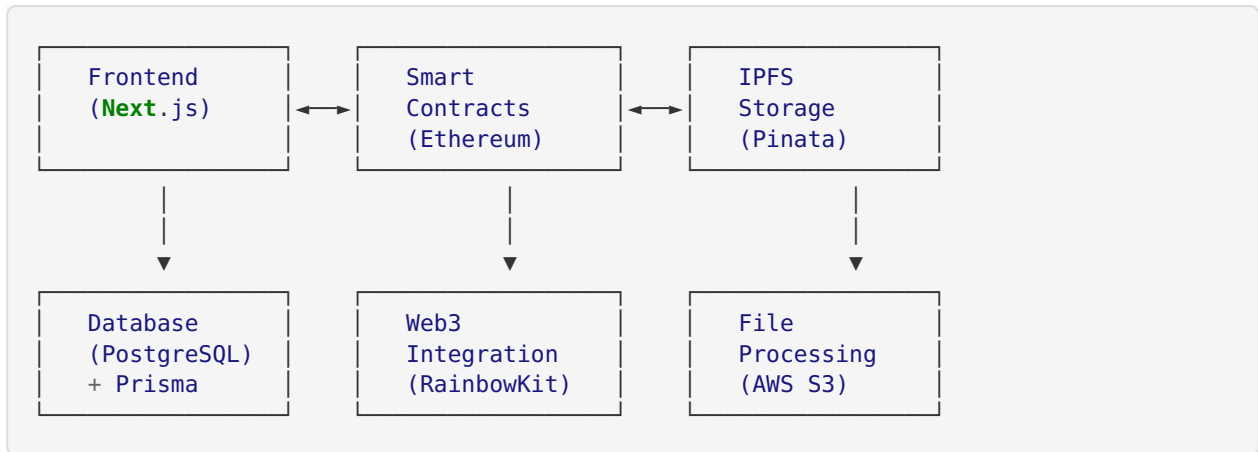 Frontend
(Next.js)
Smart
Contracts
(Ethereum)
IPFS
Storage
(Pinata)
Database
(PostgreSQL)
+ Prisma
Web3
Integration
(RainbowKit)
File
Processing
(AWS S3)